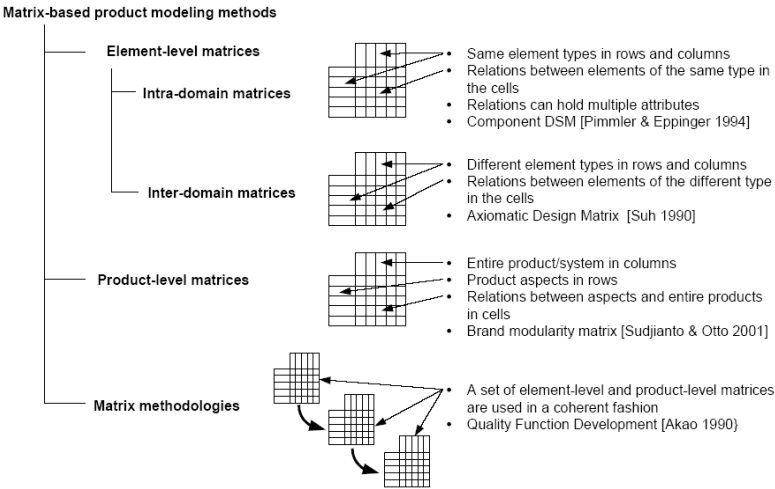 Matrix-based product modeling methods
Element-level matrices
Intra-domain matrices
• Same element types in rows and columns
• Relations between elements of the same type in
the cells
• Relations can hold multiple attributes
• Component DSM [Pimmler & Eppinger 1994]
Inter-domain matrices
• Different element types in rows and columns
• Relations between elements of the different type
in the cells
• Axiomatic Design Matrix [Suh 1990]
Product-level matrices
• Entire product/system in columns
• Product aspects in rows
• Relations between aspects and entire products
in cells
• Brand modularity matrix [Sudjianto & Otto 2001]
Matrix methodologies
• A set of element-level and product-level matrices
are used in a coherent fashion
• Quality Function Development [Akao 1990}